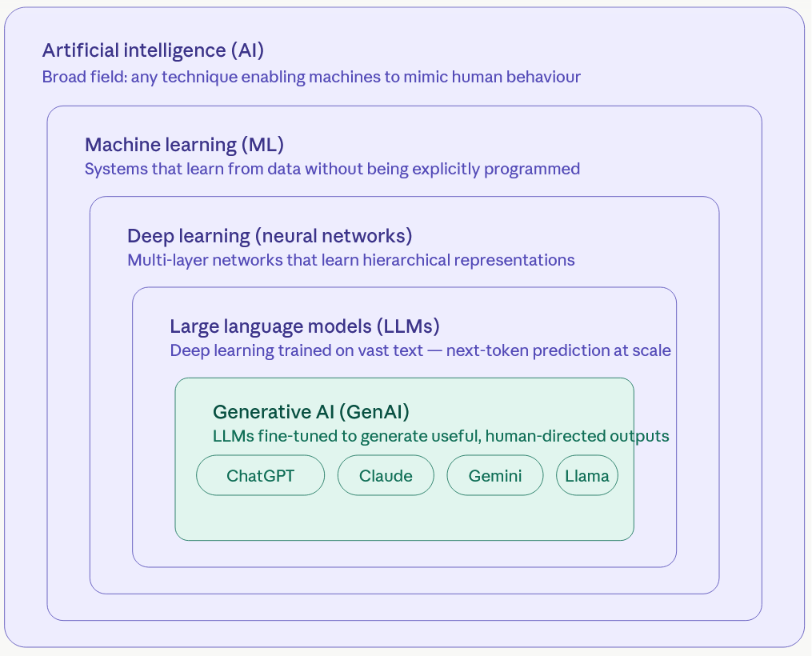 Artificial intelligence (AI)
Broad field: any technique enabling machines to mimic human behaviour
Machine learning (ML)
Systems that learn from data without being explicitly programmed
Deep learning (neural networks)
Multi-layer networks that learn hierarchical representations
Large language models (LLMs)
Deep learning trained on vast text — next-token prediction at scale
Generative AI (GenAI)
LLMs fine-tuned to generate useful, human-directed outputs
ChatGPT Claude Gemini Llama